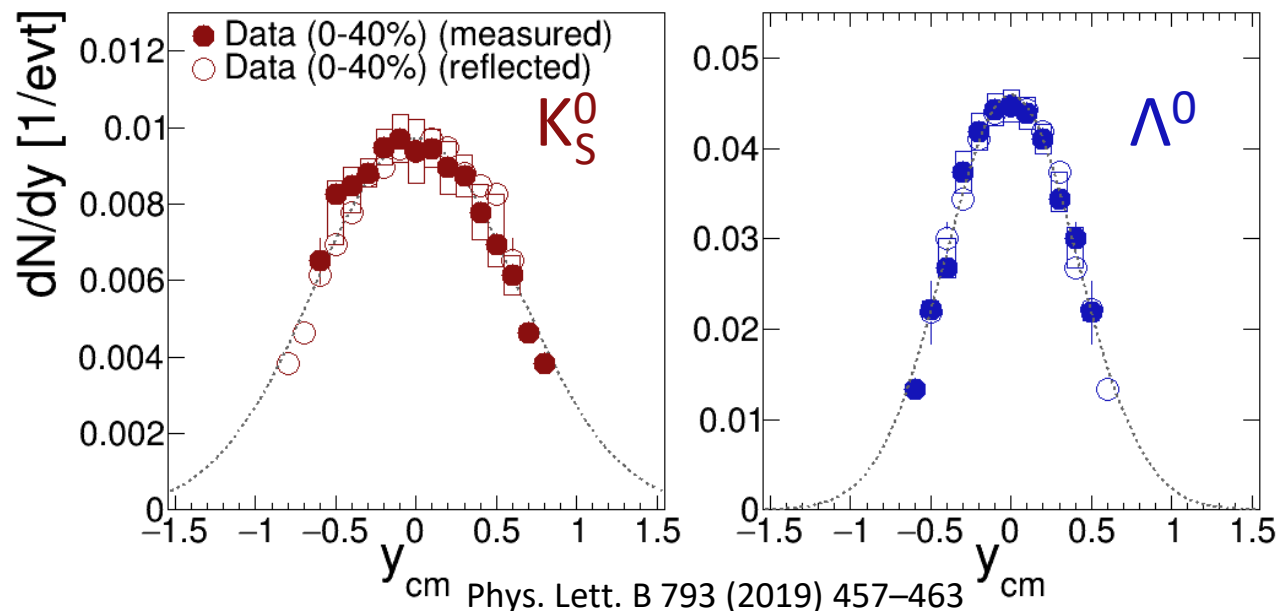 dN/dy [1/evt]
0.012
0.01
0.008
0.006
0.004
0.002
0
Data (0-40%) (measured)
Data (0-40%) (reflected)
K⁰_S
−1.5 −1 −0.5 0 0.5 1 1.5
y_cm
0.05
0.04
0.03
0.02
0.01
0
Λ⁰
−1.5 −1 −0.5 0 0.5 1 1.5
y_cm
Phys. Lett. B 793 (2019) 457–463